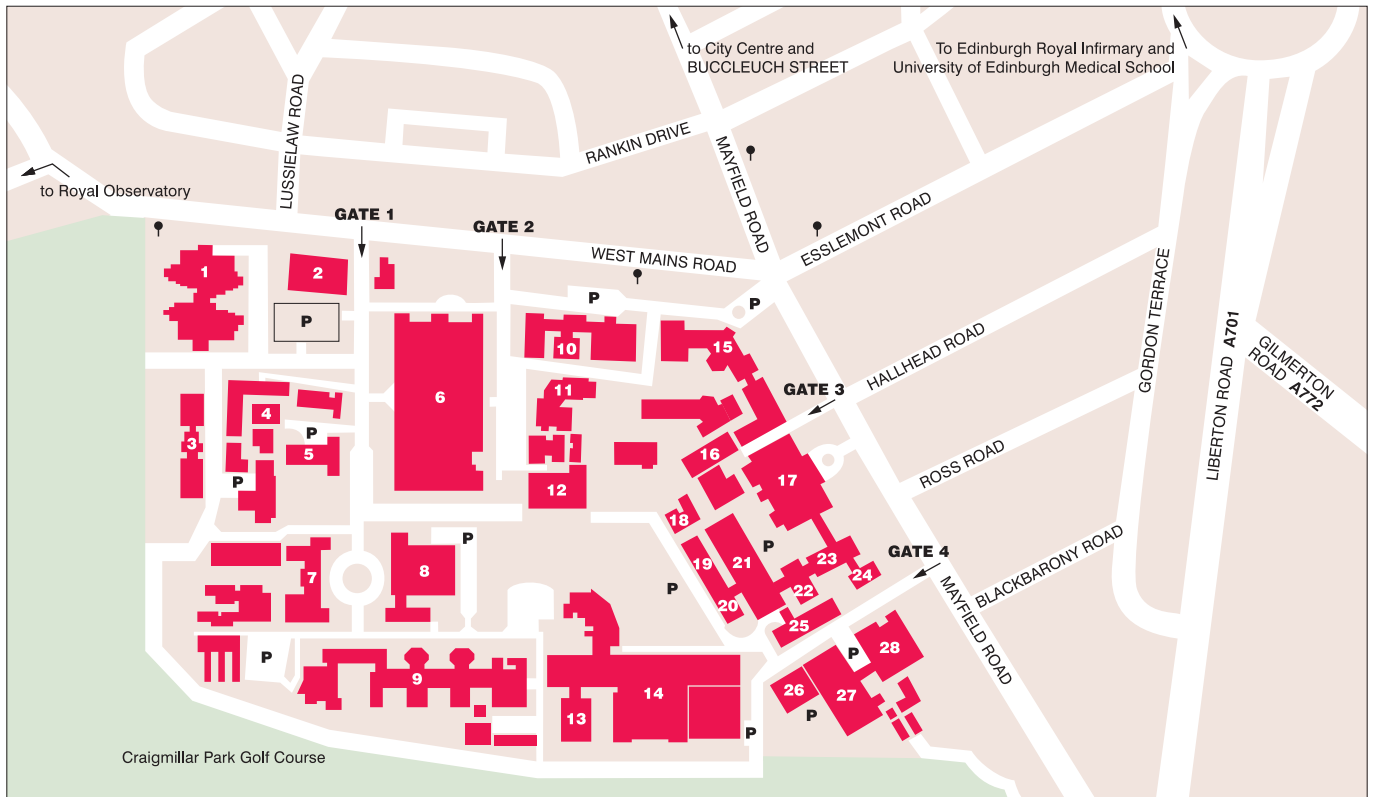 to City Centre and
BUCCLEUCH STREET
To Edinburgh Royal Infirmary and
University of Edinburgh Medical School
LUSSIELAW ROAD
RANKIN DRIVE
MAYFIELD ROAD
to Royal Observatory
GATE 1
GATE 2
WEST MAINS ROAD
ESSLEMONT ROAD
GORDON TERRACE
LIBERTON ROAD A701
GILMERTON
ROAD A772
1
2
P
P
P
10
15
GATE 3
HALLHEAD ROAD
3
4
5
P
P
6
11
12
16
17
ROSS ROAD
18
19
20
21
P
22
23
24
25
GATE 4
BLACKBARONY ROAD
MAYFIELD ROAD
7
8
P
P
P
9
13
14
P
26
P
27
P
28
Craigmillar Park Golf Course